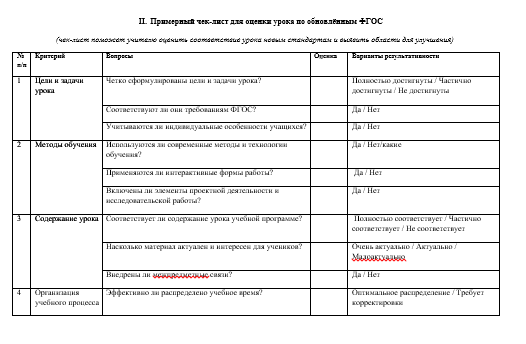 II. Примерный чек-лист для оценки урока по обновлённым ФГОС
(чек-лист поможет учителю оценить соответствие урока новым стандартам и выявить области для улучшения)
№ п/п Критерий Вопросы Оценка Варианты результативности
1 Цели и задачи урока Четко сформулированы цели и задачи урока? Полностью достигнуты / Частично достигнуты / Не достигнуты
Соответствуют ли они требованиям ФГОС? Да / Нет
Учитываются ли индивидуальные особенности учащихся? Да / Нет
2 Методы обучения Используются ли современные методы и технологии обучения? Да / Нет/какие
Применяются ли интерактивные формы работы? Да / Нет
Включены ли элементы проектной деятельности и исследовательской работы? Да / Нет
3 Содержание урока Соответствует ли содержание урока учебной программе? Полностью соответствует / Частично соответствует / Не соответствует
Насколько материал актуален и интересен для учеников? Очень актуально / Актуально / Малоактуально
Внедрены ли межпредметные связи? Да / Нет
4 Организация учебного процесса Эффективно ли распределено учебное время? Оптимальное распределение / Требует корректировки